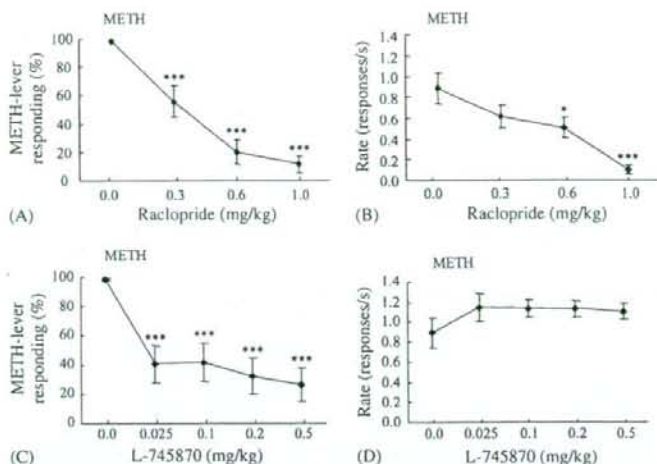 METH
METH-lever
responding (%)
100
80
60
40
20
0
***
***
***
0.0 0.3 0.6 1.0
(A) Raclopride (mg/kg)
METH
Rate (responses/s)
1.4
1.2
1.0
0.8
0.6
0.4
0.2
0.0
*
***
0.0 0.3 0.6 1.0
(B) Raclopride (mg/kg)
METH
METH-lever
responding (%)
100
80
60
40
20
0
*** *** *** ***
0.0 0.025 0.1 0.2 0.5
(C) L-745870 (mg/kg)
METH
Rate (responses/s)
1.4
1.2
1.0
0.8
0.6
0.4
0.2
0.0
0.0 0.025 0.1 0.2 0.5
(D) L-745870 (mg/kg)